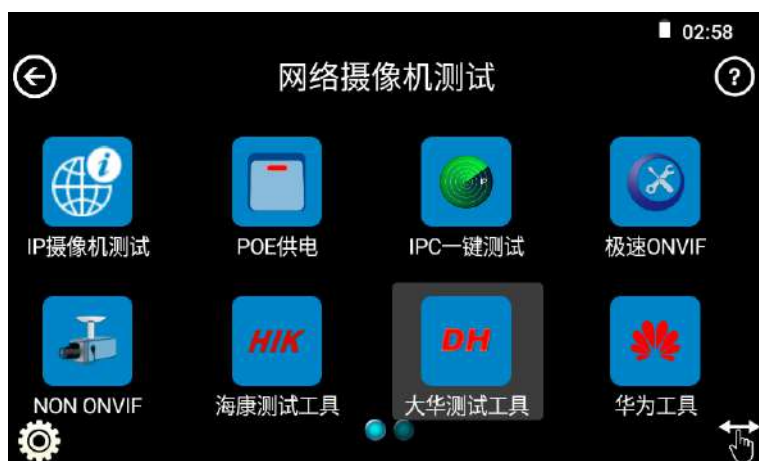 02:58
网络摄像机测试
?
i
IP摄像机测试
POE供电
IPC一键测试
极速ONVIF
HIK
DH
NON ONVIF
海康测试工具
大华测试工具
华为工具